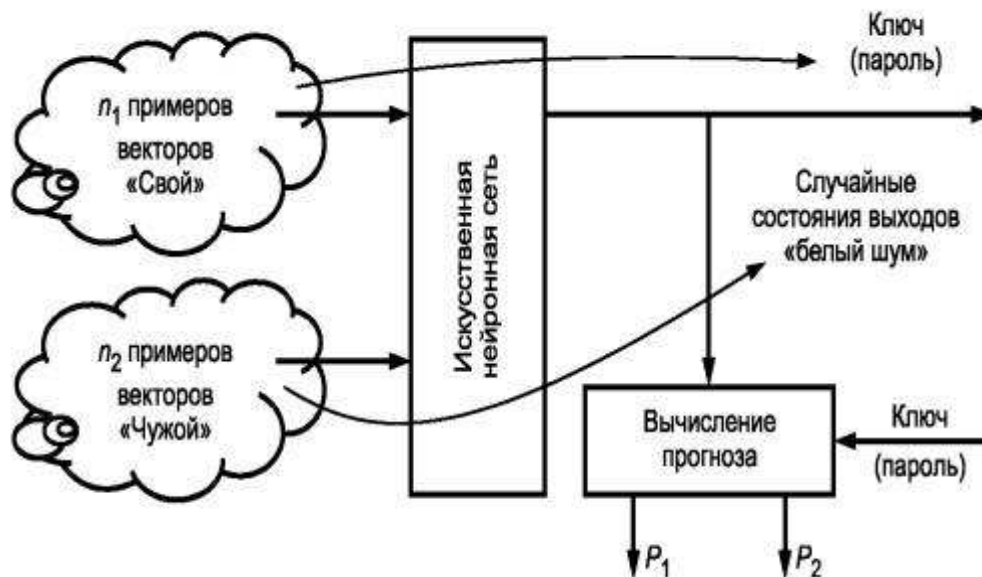 n₁ примеров
векторов
«Свой»
n₂ примеров
векторов
«Чужой»
Искусственная
нейронная сеть
Ключ
(пароль)
Случайные
состояния выходов
«белый шум»
Вычисление
прогноза
Ключ
(пароль)
P₁
P₂